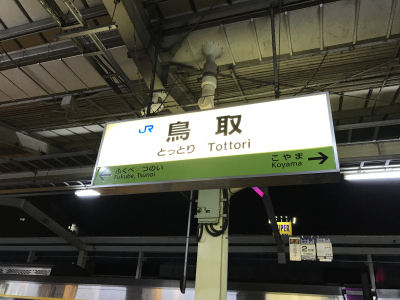 JR 鳥取
とっとり Tottori
ふくべ つのい
Fukube, Tsunoi
こやま
Koyama